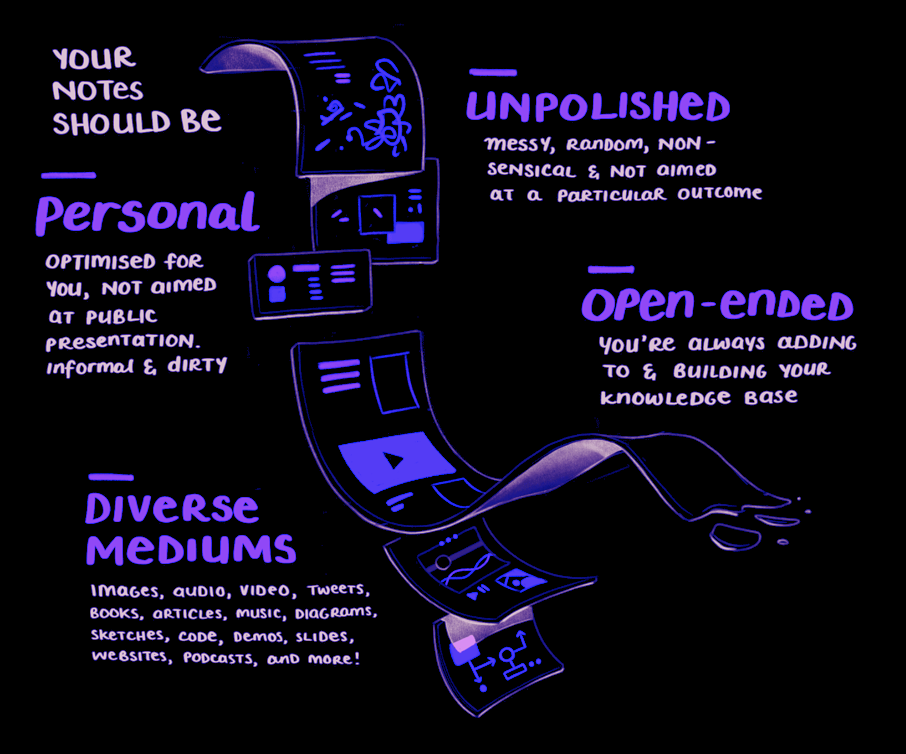 YOUR
NOTES
SHOULD BE
Personal
OPTIMISED FOR
YOU, NOT AIMED
AT PUBLIC
PRESENTATION.
Informal & DIRTY
UNPOLISHED
MESSY, RANDOM, NON-
SENSICAL & NOT AIMED
AT A PARTICULAR OUTCOME
OPEN-ENDED
YOU'RE ALWAYS ADDING
TO & BUILDING YOUR
KNOWLEDGE BASE
DIVERSE
MEDIUMS
IMAGES, AUDIO, VIDEO, TWEETS,
BOOKS, ARTICLES, MUSIC, DIAGRAMS,
SKETCHES, CODE, DEMOS, SLIDES,
WEBSITES, PODCASTS, AND MORE!